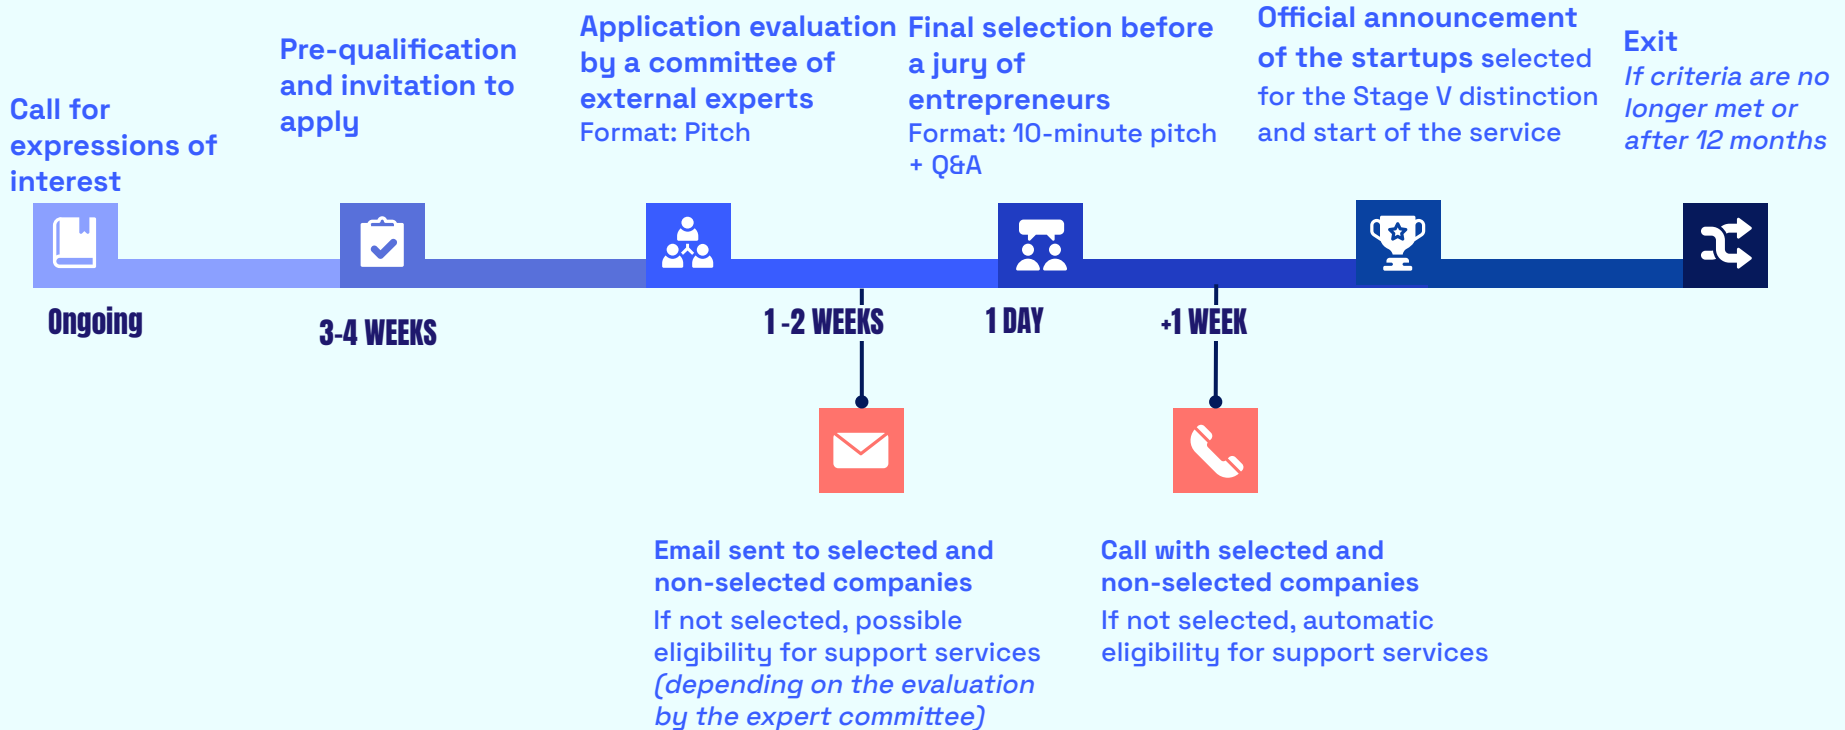 Call for
expressions of
interest
Pre-qualification
and invitation to
apply
Application evaluation
by a committee of
external experts
Format: Pitch
Final selection before
a jury of
entrepreneurs
Format: 10-minute pitch
+ Q&A
Official announcement
of the startups selected
for the Stage V distinction
and start of the service
Exit
If criteria are no
longer met or
after 12 months
Ongoing
3-4 WEEKS
1 -2 WEEKS
1 DAY
+1 WEEK
Email sent to selected and
non-selected companies
If not selected, possible
eligibility for support services
(depending on the evaluation
by the expert committee)
Call with selected and
non-selected companies
If not selected, automatic
eligibility for support services